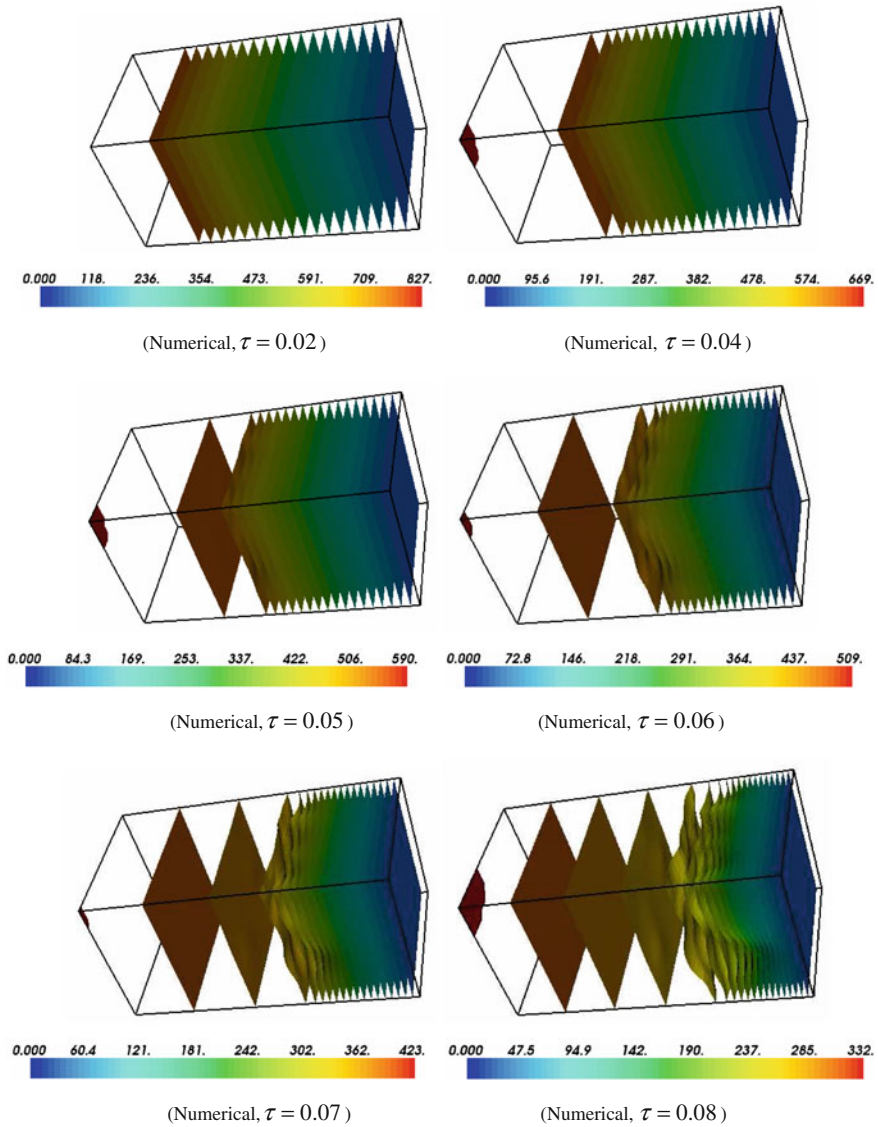 0.000 118. 236. 354. 473. 591. 709. 827.
(Numerical, τ = 0.02)
0.000 95.6 191. 287. 382. 478. 574. 669.
(Numerical, τ = 0.04)
0.000 84.3 169. 253. 337. 422. 506. 590.
(Numerical, τ = 0.05)
0.000 72.8 146. 218. 291. 364. 437. 509.
(Numerical, τ = 0.06)
0.000 60.4 121. 181. 242. 302. 362. 423.
(Numerical, τ = 0.07)
0.000 47.5 94.9 142. 190. 237. 285. 332.
(Numerical, τ = 0.08)